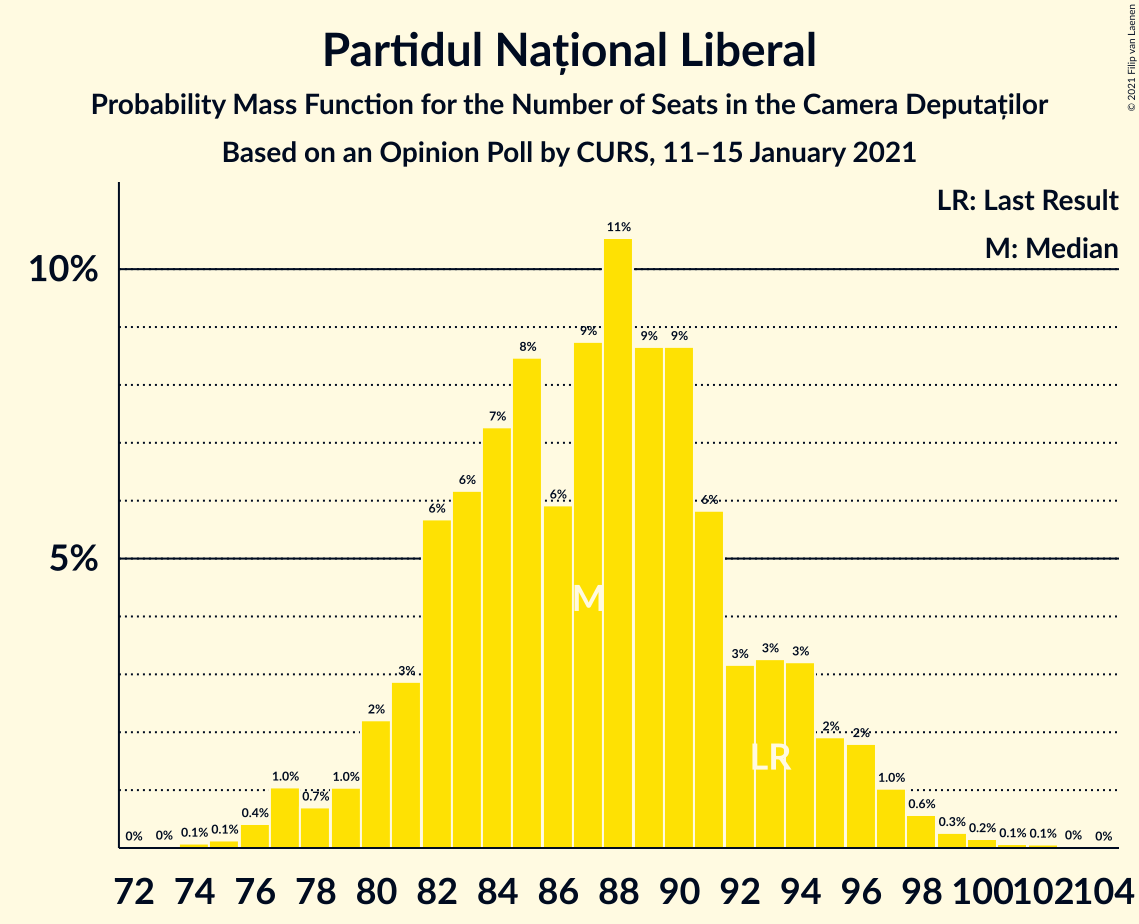 Partidul Național Liberal
Probability Mass Function for the Number of Seats in the Camera Deputaților
Based on an Opinion Poll by CURS, 11–15 January 2021
© 2021 Filip van Laenen
LR: Last Result
M: Median
10%
5%
0% 0% 0.1% 0.1% 0.4% 1.0% 0.7% 1.0% 2% 3% 6% 6% 7% 8% 6% 9% 11% 9% 9% 6% 3% 3% 3% 2% 2% 1.0% 0.6% 0.3% 0.2% 0.1% 0.1% 0% 0%
M
LR
72 74 76 78 80 82 84 86 88 90 92 94 96 98 100 102 104